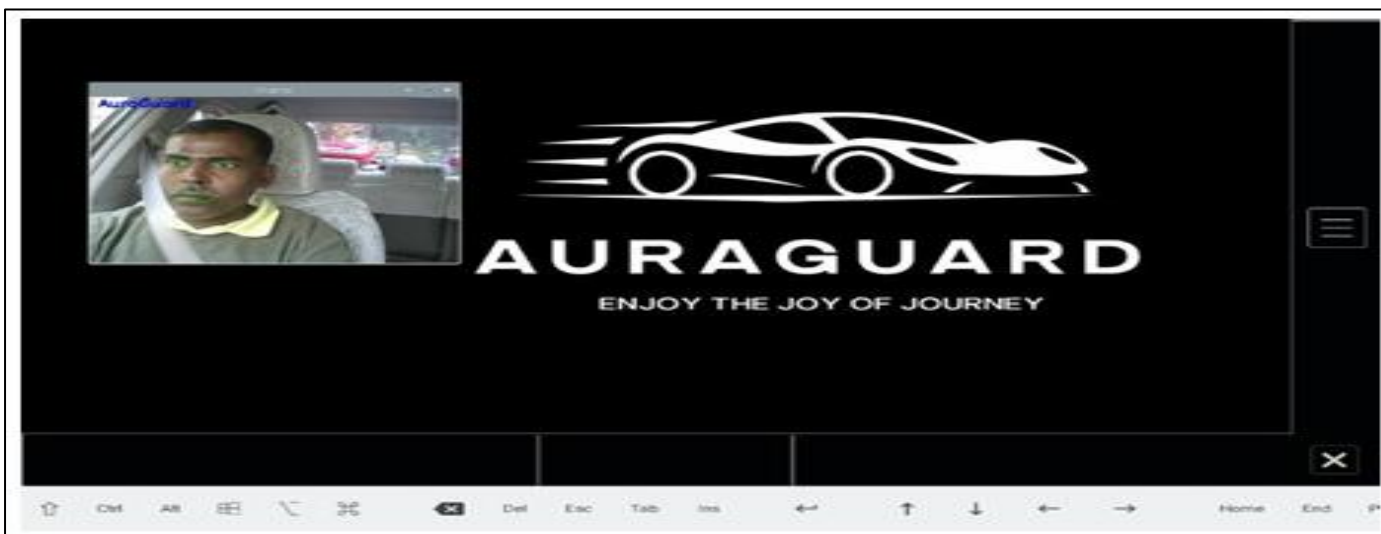 AuraGuard
AURAGUARD
ENJOY THE JOY OF JOURNEY
Ctrl Alt Del Esc Tab Ins Home End